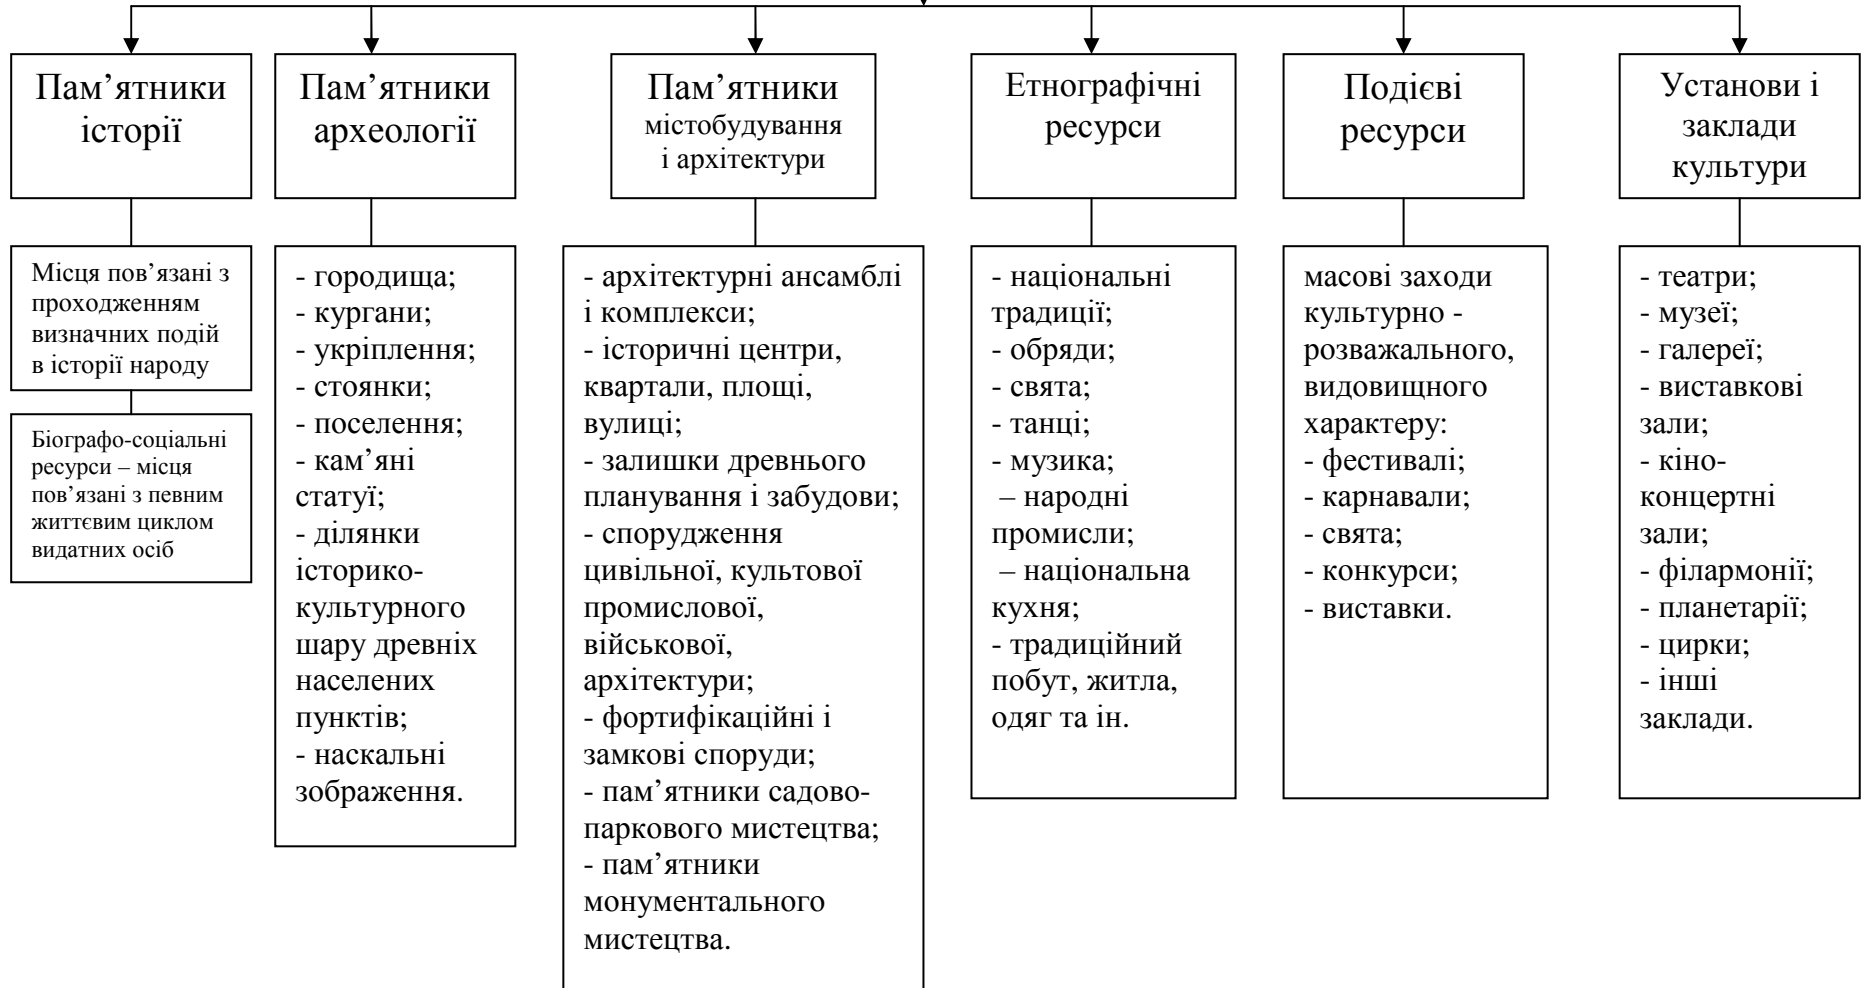 Пам’ятники
історії
Пам’ятники
археології
Пам’ятники
містобудування
і архітектури
Етнографічні
ресурси
Подієві
ресурси
Установи і
заклади
культури
Місця пов’язані з
проходженням
визначних подій
в історії народу
Біографо-соціальні
ресурси – місця
пов’язані з певним
життєвим циклом
видатних осіб
- городища;
- кургани;
- укріплення;
- стоянки;
- поселення;
- кам’яні
статуї;
- ділянки
історико-
культурного
шару древніх
населених
пунктів;
- наскальні
зображення.
- архітектурні ансамблі
і комплекси;
- історичні центри,
квартали, площі,
вулиці;
- залишки древнього
планування і забудови;
- спорудження
цивільної, культової
промислової,
військової,
архітектури;
- фортифікаційні і
замкові споруди;
- пам’ятники садово-
паркового мистецтва;
- пам’ятники
монументального
мистецтва.
- національні
традиції;
- обряди;
- свята;
- танці;
- музика;
– народні
промисли;
– національна
кухня;
- традиційний
побут, житла,
одяг та ін.
масові заходи
культурно -
розважального,
видовищного
характеру:
- фестивалі;
- карнавали;
- свята;
- конкурси;
- виставки.
- театри;
- музеї;
- галереї;
- виставкові
зали;
- кіно-
концертні
зали;
- філармонії;
- планетарії;
- цирки;
- інші
заклади.